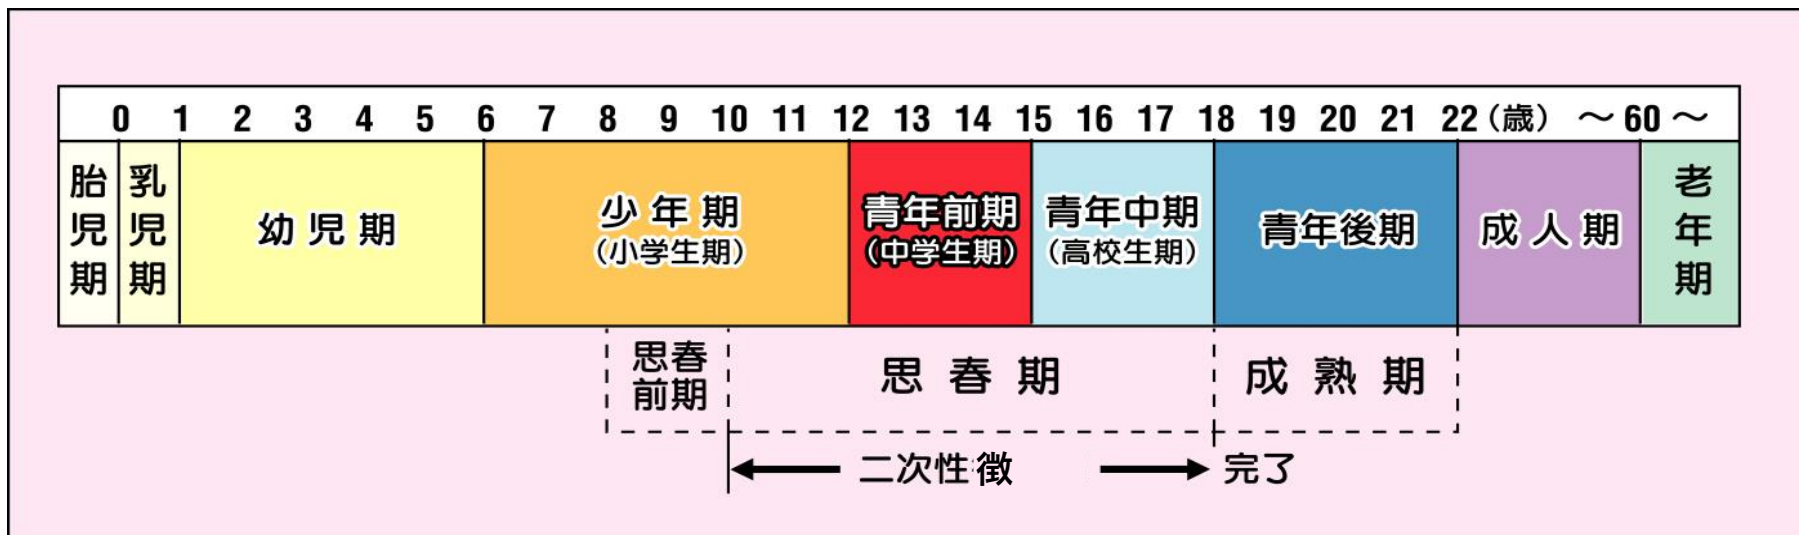 0 1 2 3 4 5 6 7 8 9 10 11 12 13 14 15 16 17 18 19 20 21 22(歳) ～60～
胎児期
乳児期
幼児期
少年期
(小学生期)
青年前期
(中学生期)
青年中期
(高校生期)
青年後期
成人期
老年期
思春
前期
思春期
成熟期
二次性徴
完了